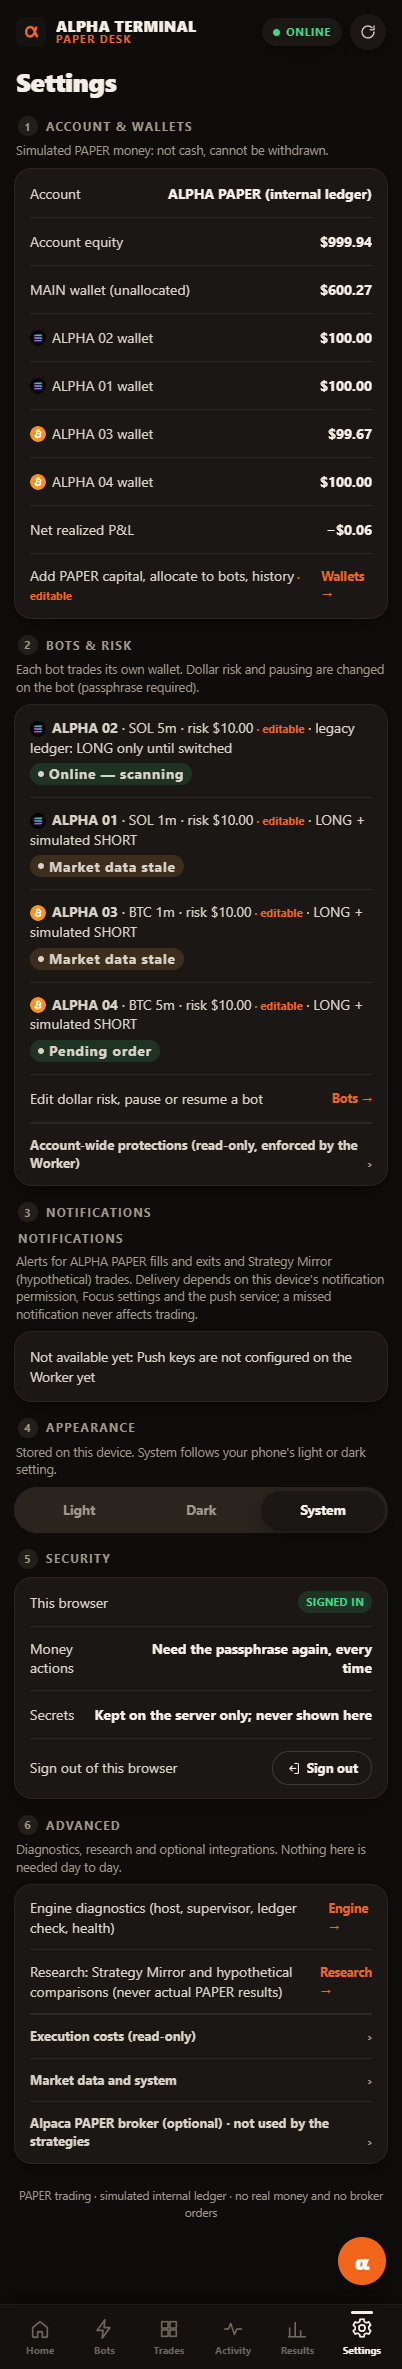 α ALPHA TERMINAL
PAPER DESK
ONLINE
Settings
1 ACCOUNT & WALLETS
Simulated PAPER money: not cash, cannot be withdrawn.
Account ALPHA PAPER (internal ledger)
Account equity $999.94
MAIN wallet (unallocated) $600.27
ALPHA 02 wallet $100.00
ALPHA 01 wallet $100.00
ALPHA 03 wallet $99.67
ALPHA 04 wallet $100.00
Net realized P&L −$0.06
Add PAPER capital, allocate to bots, history · Wallets
editable →
2 BOTS & RISK
Each bot trades its own wallet. Dollar risk and pausing are changed
on the bot (passphrase required).
ALPHA 02 · SOL 5m · risk $10.00 · editable · legacy
ledger: LONG only until switched
Online — scanning
ALPHA 01 · SOL 1m · risk $10.00 · editable · LONG +
simulated SHORT
Market data stale
ALPHA 03 · BTC 1m · risk $10.00 · editable · LONG +
simulated SHORT
Market data stale
ALPHA 04 · BTC 5m · risk $10.00 · editable · LONG +
simulated SHORT
Pending order
Edit dollar risk, pause or resume a bot Bots →
Account-wide protections (read-only, enforced by the
Worker) ›
3 NOTIFICATIONS
NOTIFICATIONS
Alerts for ALPHA PAPER fills and exits and Strategy Mirror
(hypothetical) trades. Delivery depends on this device's notification
permission, Focus settings and the push service; a missed
notification never affects trading.
Not available yet: Push keys are not configured on the
Worker yet
4 APPEARANCE
Stored on this device. System follows your phone's light or dark
setting.
Light Dark System
5 SECURITY
This browser SIGNED IN
Money Need the passphrase again, every
actions time
Secrets Kept on the server only; never shown here
Sign out of this browser Sign out
6 ADVANCED
Diagnostics, research and optional integrations. Nothing here is
needed day to day.
Engine diagnostics (host, supervisor, ledger Engine
check, health) →
Research: Strategy Mirror and hypothetical Research
comparisons (never actual PAPER results) →
Execution costs (read-only) ›
Market data and system ›
Alpaca PAPER broker (optional) · not used by the
strategies ›
PAPER trading · simulated internal ledger · no real money and no broker
orders
α
Home Bots Trades Activity Results Settings